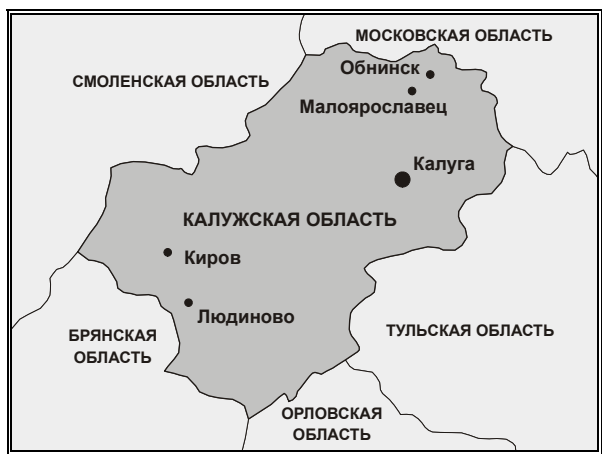 МОСКОВСКАЯ ОБЛАСТЬ
Обнинск
СМОЛЕНСКАЯ ОБЛАСТЬ
Малоярославец
Калуга
КАЛУЖСКАЯ ОБЛАСТЬ
Киров
Людиново
БРЯНСКАЯ
ОБЛАСТЬ
ТУЛЬСКАЯ ОБЛАСТЬ
ОРЛОВСКАЯ
ОБЛАСТЬ